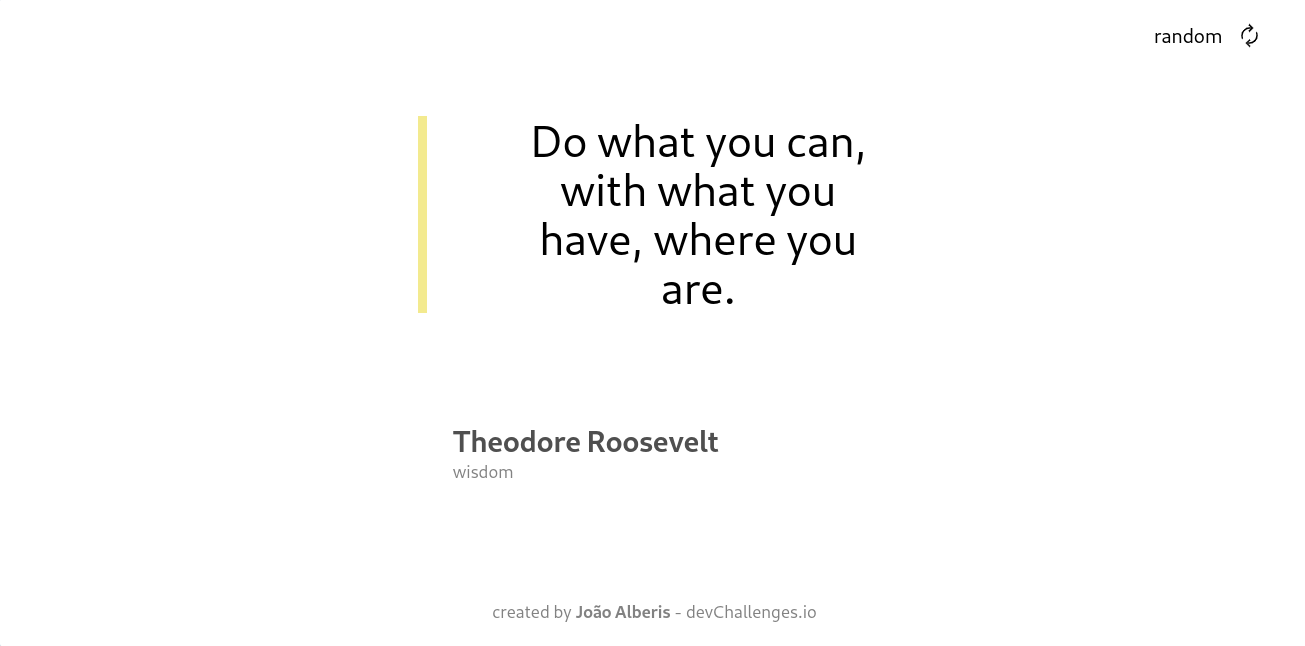 random
Do what you can,
with what you
have, where you
are.
Theodore Roosevelt
wisdom
created by João Alberis - devChallenges.io